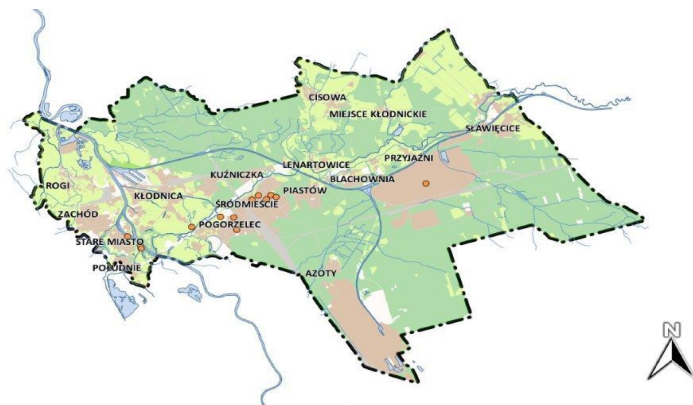 CISOWA
MIEJSCE KŁODNICKIE
SŁAWIĘCICE
PRZYJAŹNI
LENARTOWICE
KUŹNICZKA
BLACHOWNIA
ROGI
KŁODNICA
PIASTÓW
ŚRÓDMIEŚCIE
ZACHÓD
POGORZELEC
STARE MIASTO
POŁUDNIE
AZOTY
N